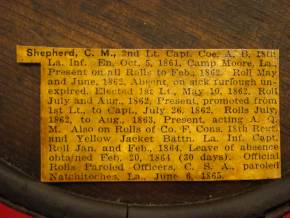 Shepherd, C. M., 2nd Lt. Capt. Cos. A, B, 18th
La. Inf. En. Oct. 5, 1861, Camp Moore, La.,
Present on all Rolls to Feb., 1862. Roll May
and June, 1862, Absent, on sick furlough un-
expired. Elected 1st Lt., May 10, 1862. Roll
July and Aug., 1862, Present, promoted from
1st Lt., to Capt., July 26, 1862. Rolls July,
1862, to Aug., 1863, Present, acting A. Q.
M. Also on Rolls of Co. F, Cons. 18th Regt.
and Yellow Jacket Battn. La. Inf., Capt.
Roll Jan. and Feb., 1864, Leave of absence
obtained Feb. 20, 1864 (30 days). Official
Rolls Paroled Officers, C. S. A., paroled
Natchitoches, La., June 6, 1865.